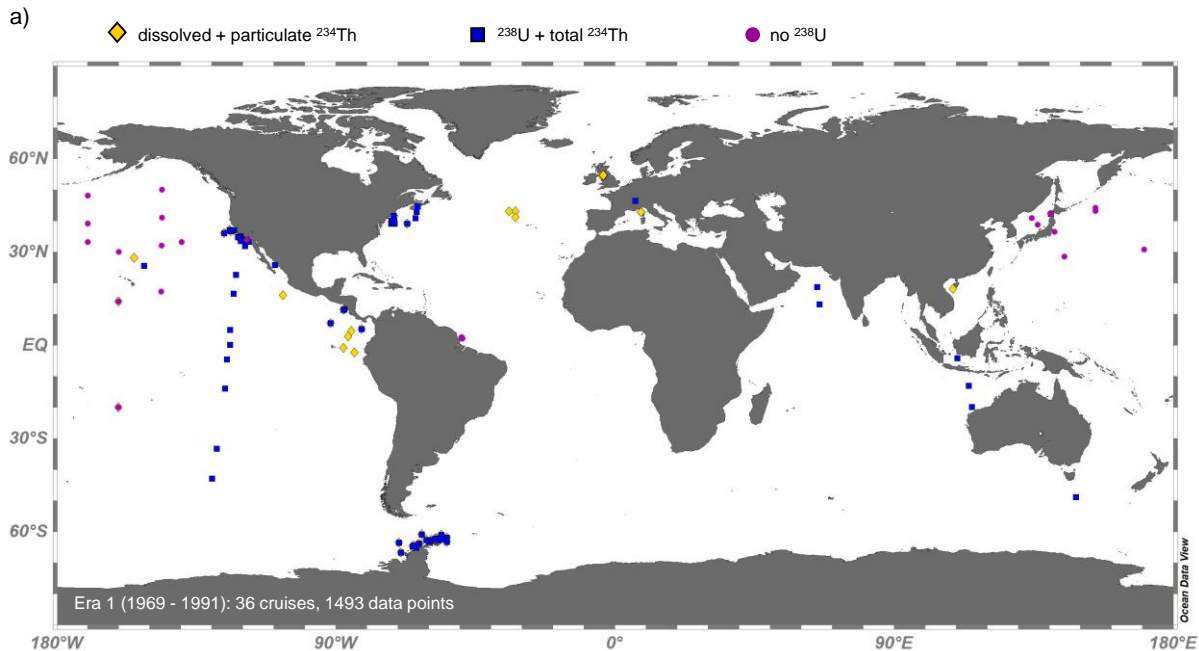 a)
dissolved + particulate ²³⁴Th
²³⁸U + total ²³⁴Th
no ²³⁸U
60°N
30°N
EQ
30°S
60°S
Era 1 (1969 - 1991): 36 cruises, 1493 data points
Ocean Data View
180°W
90°W
0°
90°E
180°E